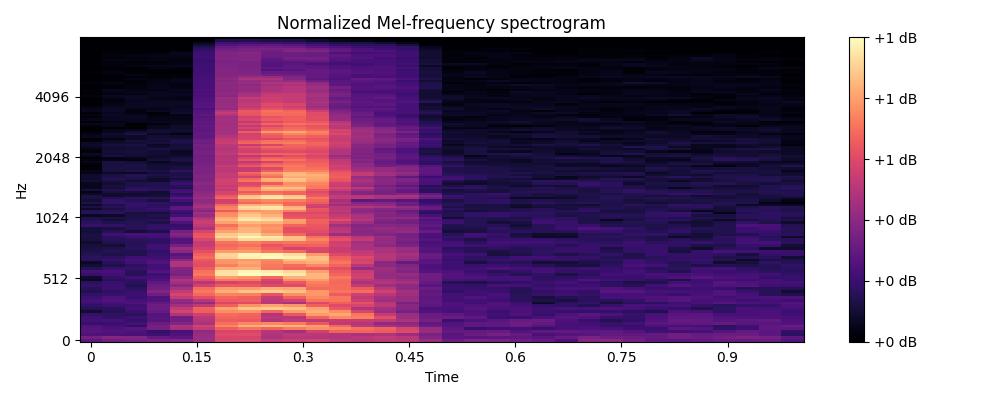 Normalized Mel-frequency spectrogram
Hz
4096
2048
1024
512
0
0 0.15 0.3 0.45 0.6 0.75 0.9
Time
+1 dB
+1 dB
+1 dB
+0 dB
+0 dB
+0 dB